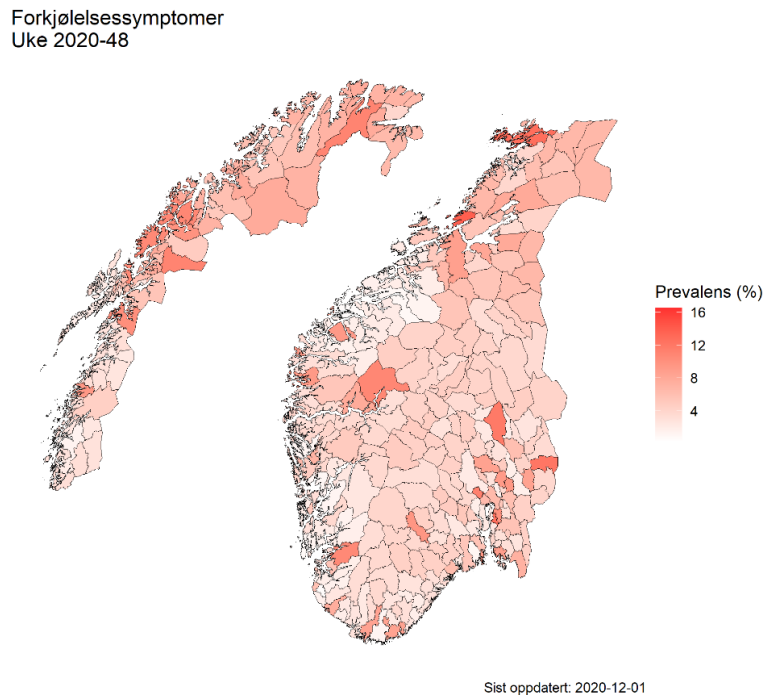 Forkjølelsessymptomer
Uke 2020-48
Prevalens (%)
16
12
8
4
Sist oppdatert: 2020-12-01